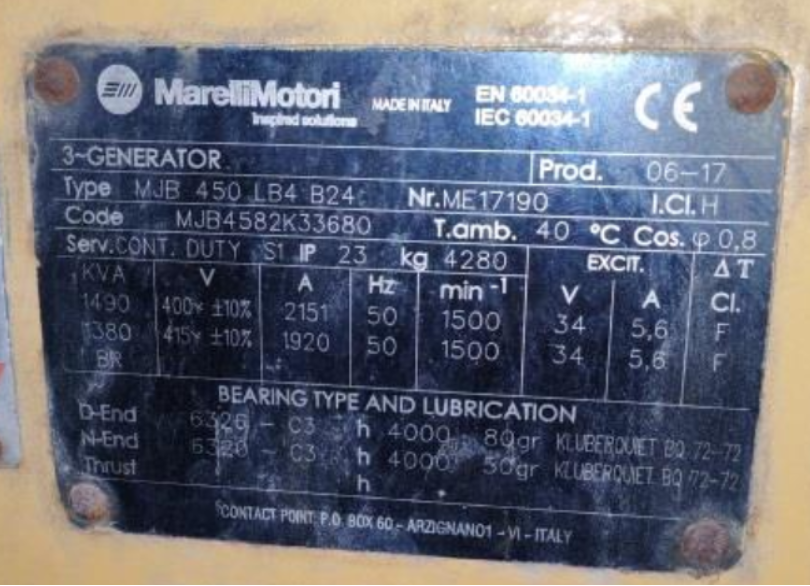 MarelliMotori
Inspired solutions
MADE IN ITALY
EN 60034-1
IEC 60034-1
CE
3~GENERATOR Prod. 06-17
Type MJB 450 LB4 B24 Nr. ME17190 I.Cl. H
Code MJB4582K33680 T.amb. 40 °C Cos. φ 0,8
Serv. CONT. DUTY S1 IP 23 kg 4280 EXCIT. ΔT
KVA V A Hz min -1 V A Cl.
1490 400Y ±10% 2151 50 1500 34 5,6 F
1380 415Y ±10% 1920 50 1500 34 5,6 F
BR
BEARING TYPE AND LUBRICATION
D-End 6326 - C3 h 4000 80gr KLUBERQUIET BQ 72-72
N-End 6320 - C3 h 4000 50gr KLUBERQUIET BQ 72-72
Thrust h
CONTACT POINT: P.O. BOX 60 - ARZIGNANO1 - VI - ITALY